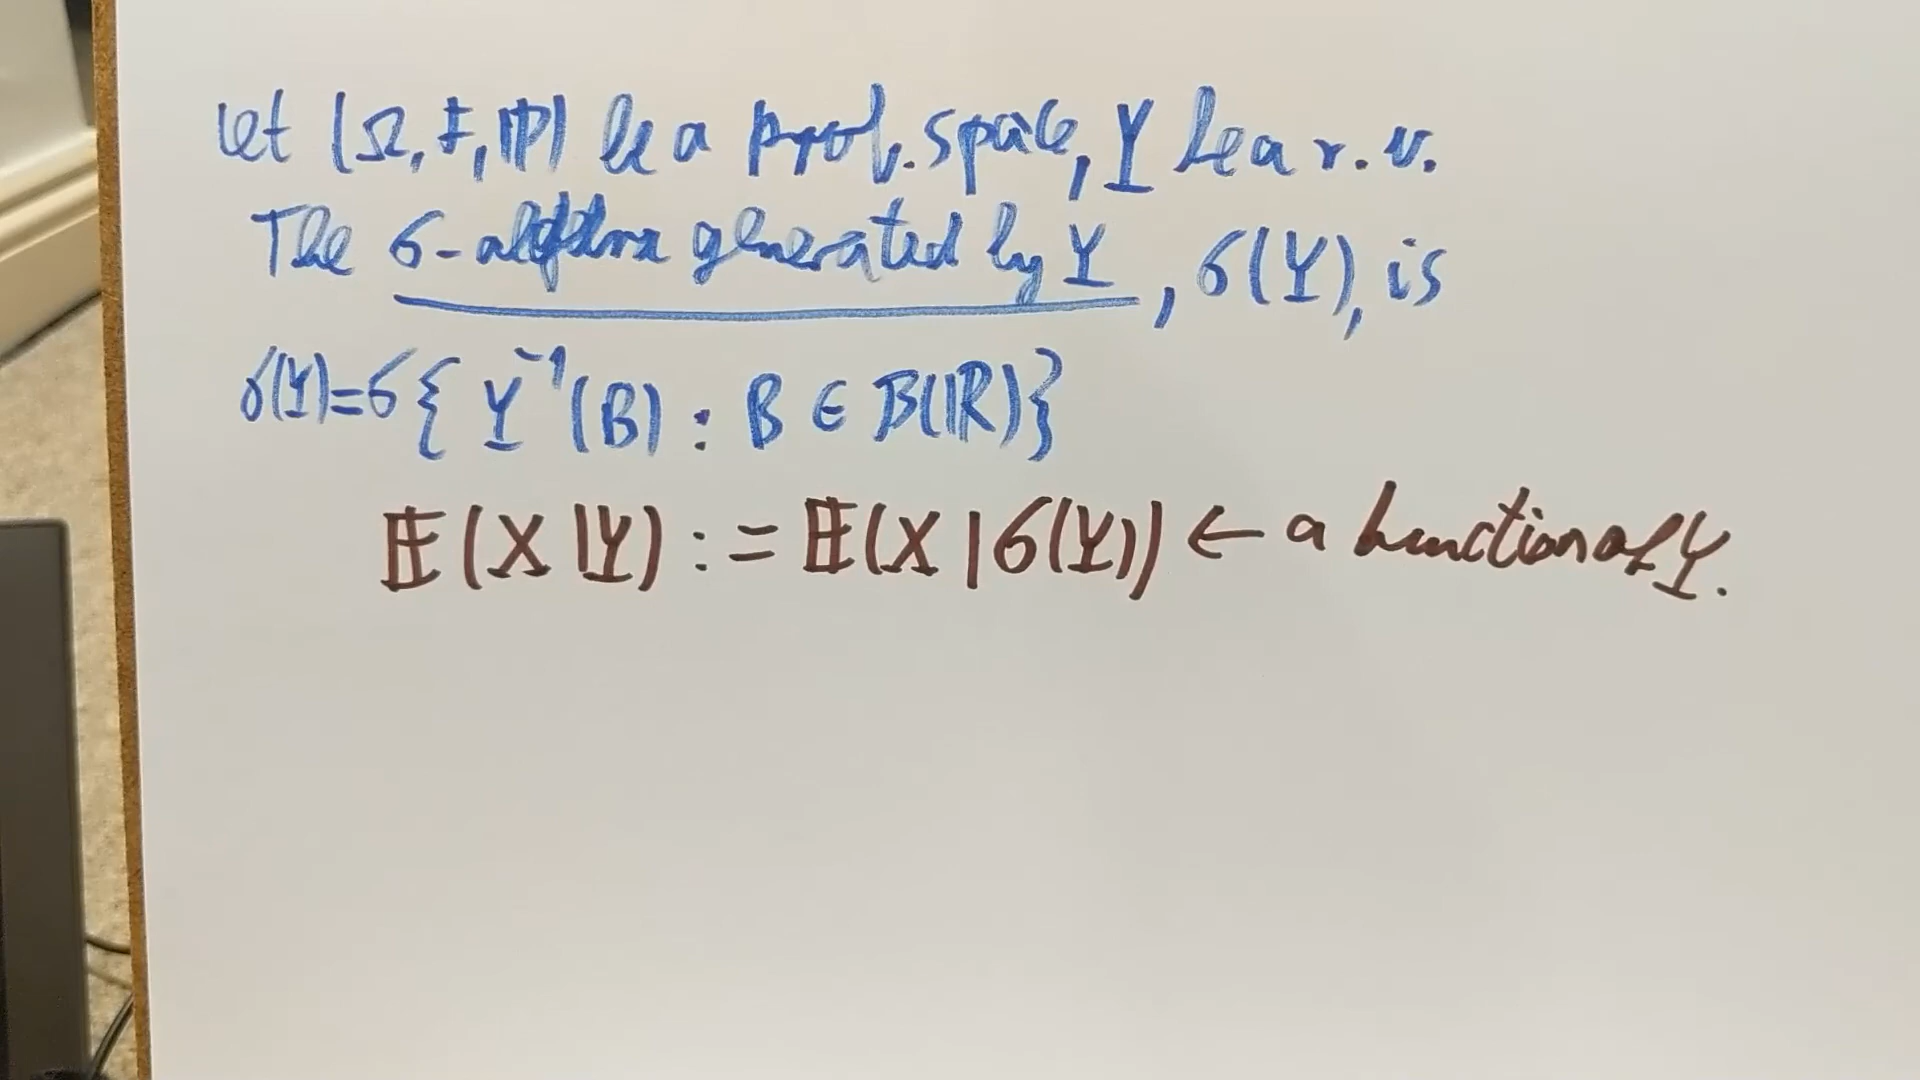 Let (Ω, F, ℙ) be a prob. space, Y be a r.v.
The σ-algebra generated by Y, σ(Y), is
σ(Y)=σ{ Y⁻¹(B) : B ∈ B(ℝ)}
𝔼(X|Y) := 𝔼(X|σ(Y)) ← a function of Y.